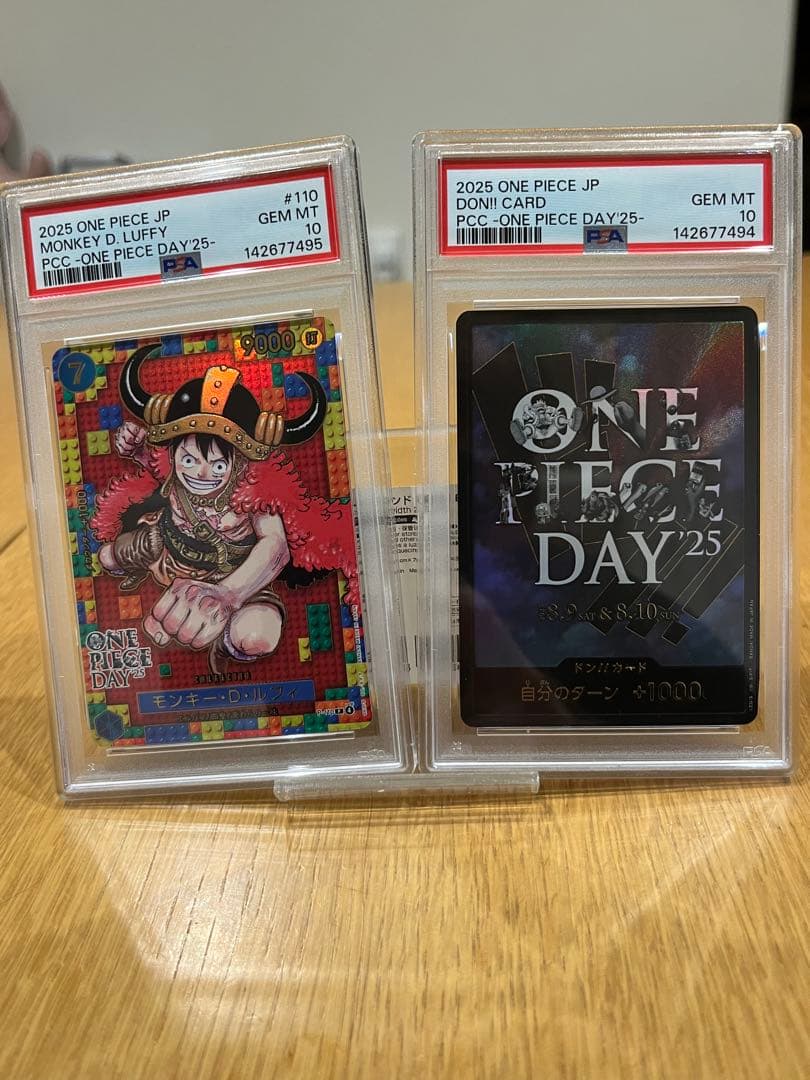 2025 ONE PIECE JP #110
MONKEY D. LUFFY GEM MT
PCC -ONE PIECE DAY'25- 10
PSA 142677495
7
9000
+1000
ONE
PIECE
DAY'25
モンキー・D・ルフィ
2025 ONE PIECE JP
DON!! CARD GEM MT
PCC -ONE PIECE DAY'25- 10
PSA 142677494
ONE
PIECE
DAY'25
8.9 SAT & 8.10 SUN
ドン!!カード
自分のターン +1000
PSA